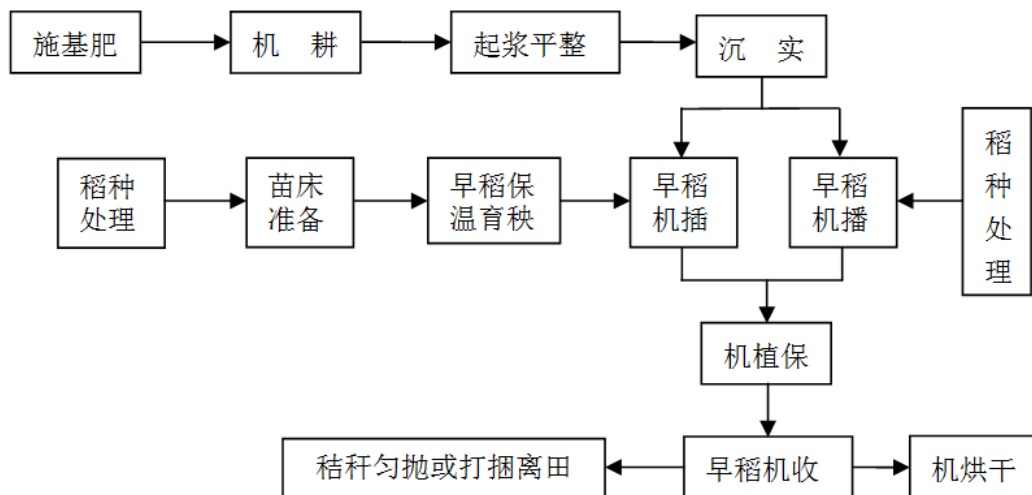 施基肥
机 耕
起浆平整
沉 实
稻种
处理
苗床
准备
早稻保
温育秧
早稻
机插
早稻
机播
稻
种
处
理
机植保
秸秆匀抛或打捆离田
早稻机收
机烘干